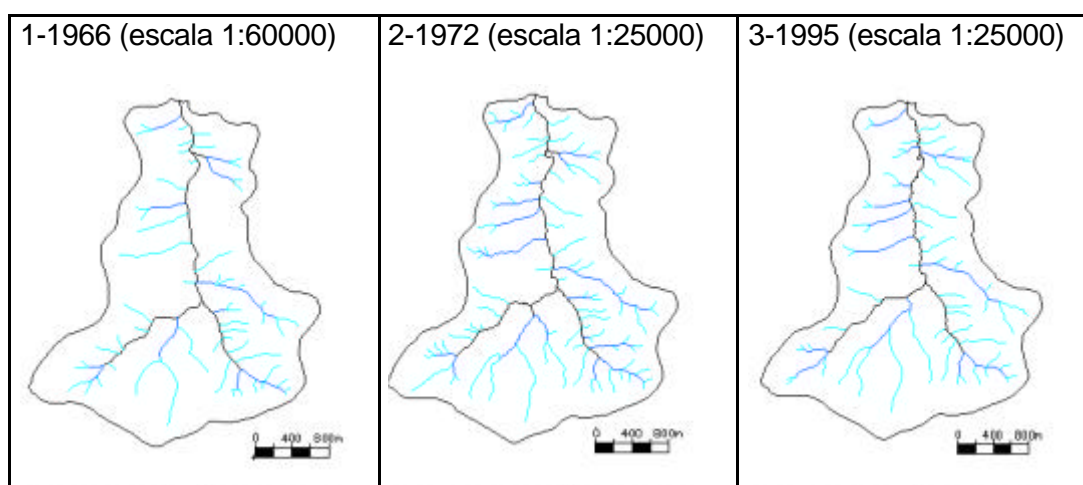 1-1966 (escala 1:60000)
2-1972 (escala 1:25000)
3-1995 (escala 1:25000)
0 400 800m
0 400 800m
0 400 800m